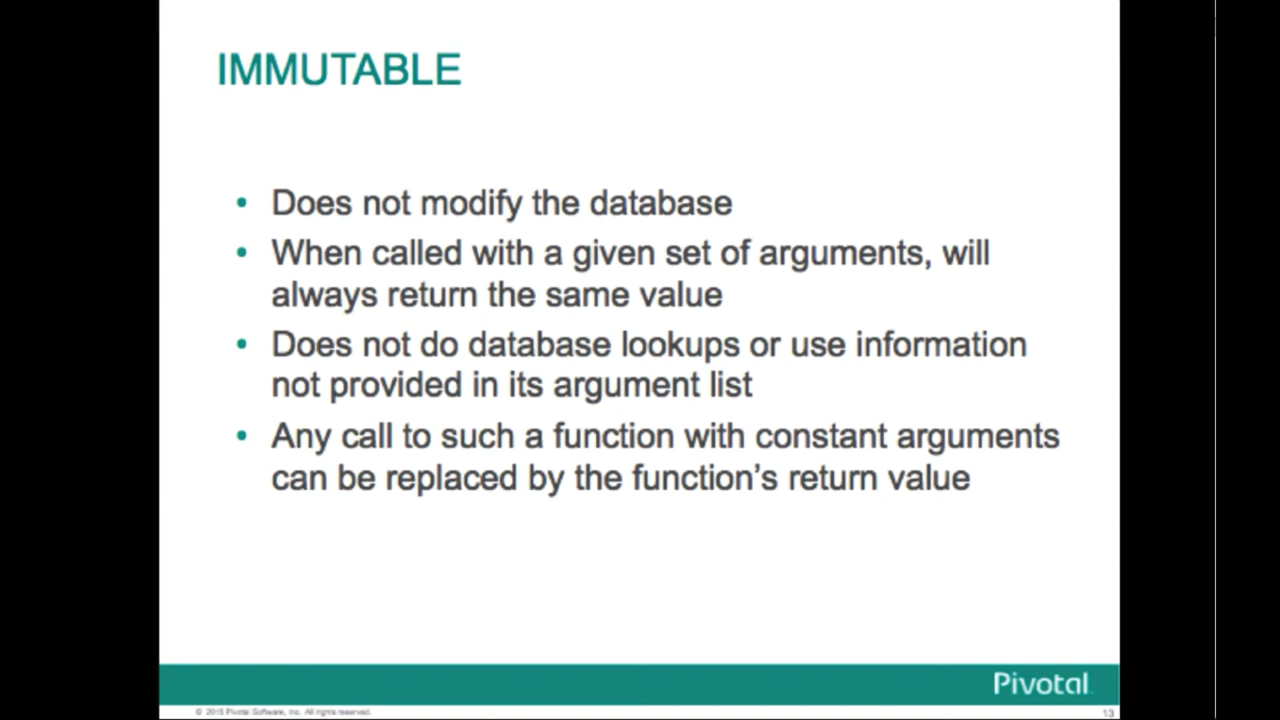 IMMUTABLE
• Does not modify the database
• When called with a given set of arguments, will
always return the same value
• Does not do database lookups or use information
not provided in its argument list
• Any call to such a function with constant arguments
can be replaced by the function’s return value
Pivotal
© 2015 Pivotal Software, Inc. All rights reserved.
13